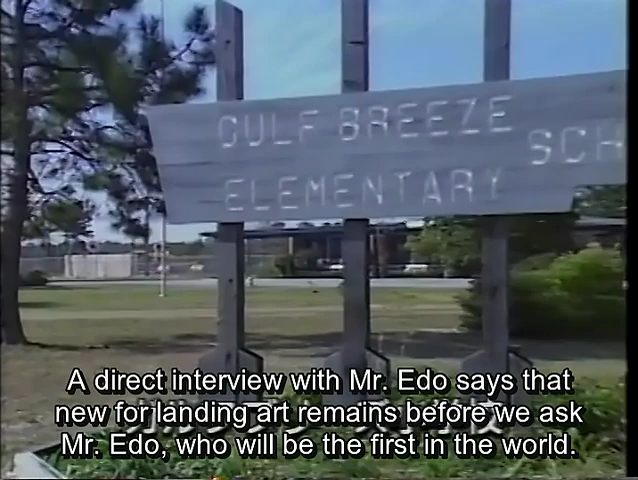 GULF BREEZE
SCH
ELEMENTARY
A direct interview with Mr. Edo says that
new for landing art remains before we ask
Mr. Edo, who will be the first in the world.